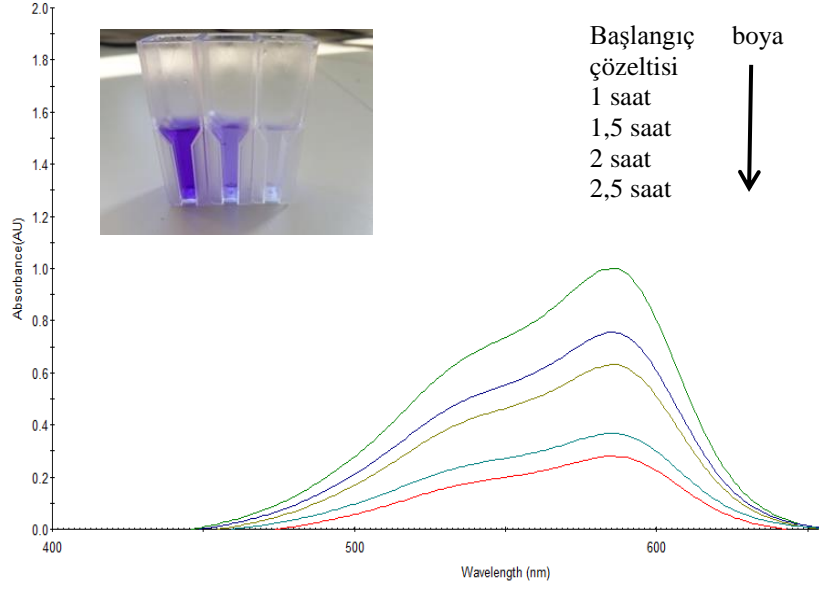 2.0
1.8
1.6
1.4
1.2
1.0
0.8
0.6
0.4
0.2
0.0
Absorbance(AU)
Başlangıç boya
çözeltisi
1 saat
1,5 saat
2 saat
2,5 saat
400 500 600
Wavelength (nm)